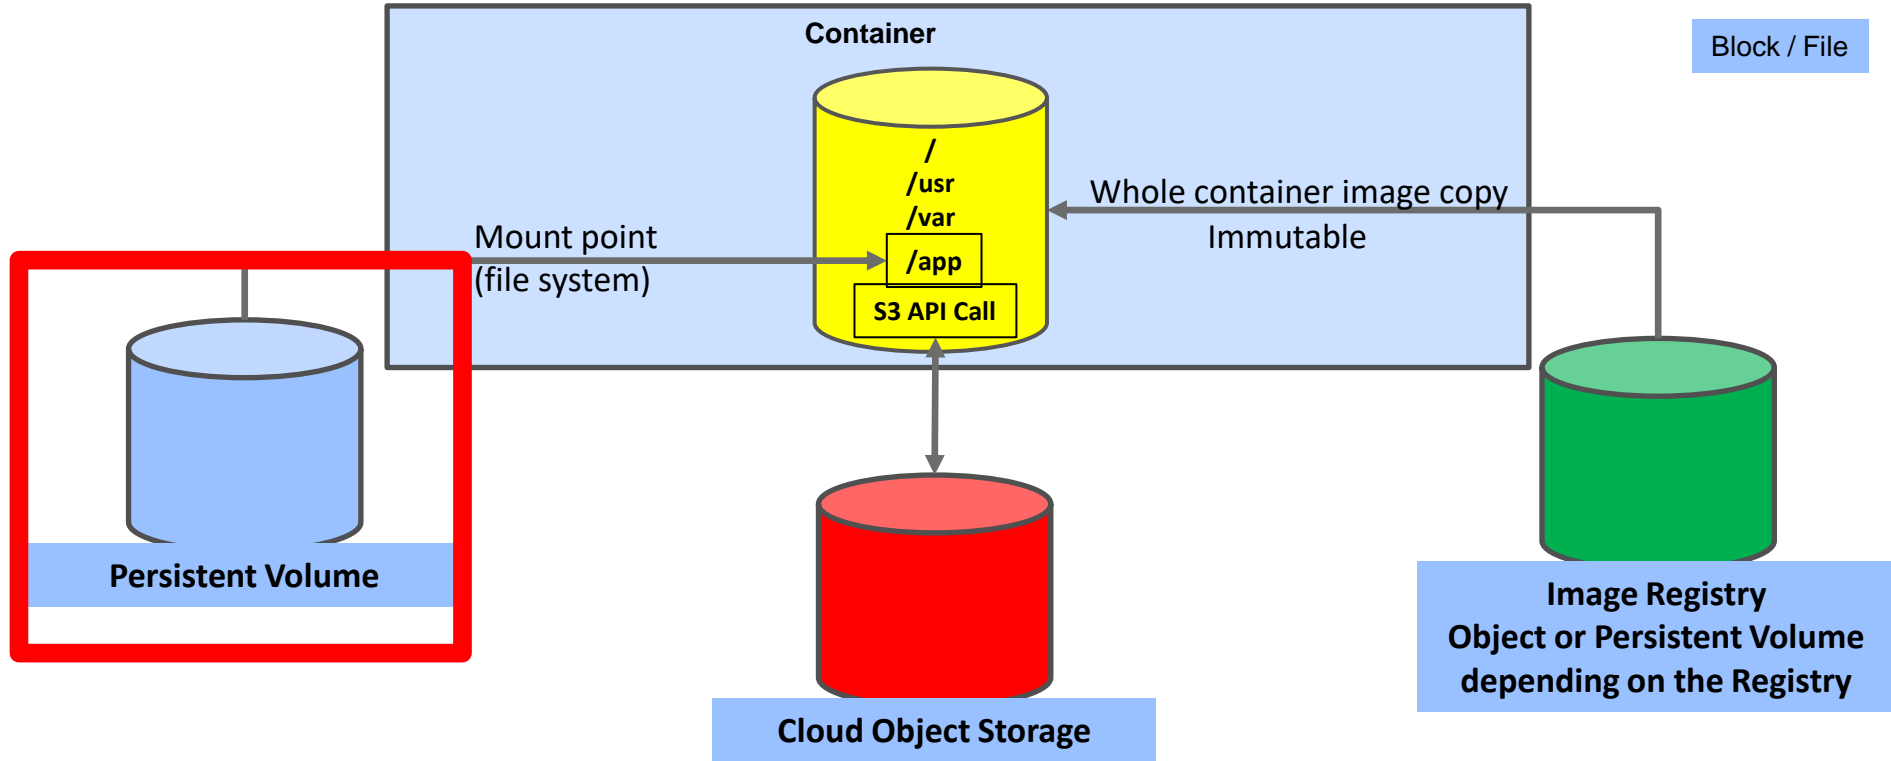 Container
Block / File
/
/usr
/var
/app
S3 API Call
Mount point
(file system)
Whole container image copy
Immutable
Persistent Volume
Cloud Object Storage
Image Registry
Object or Persistent Volume
depending on the Registry